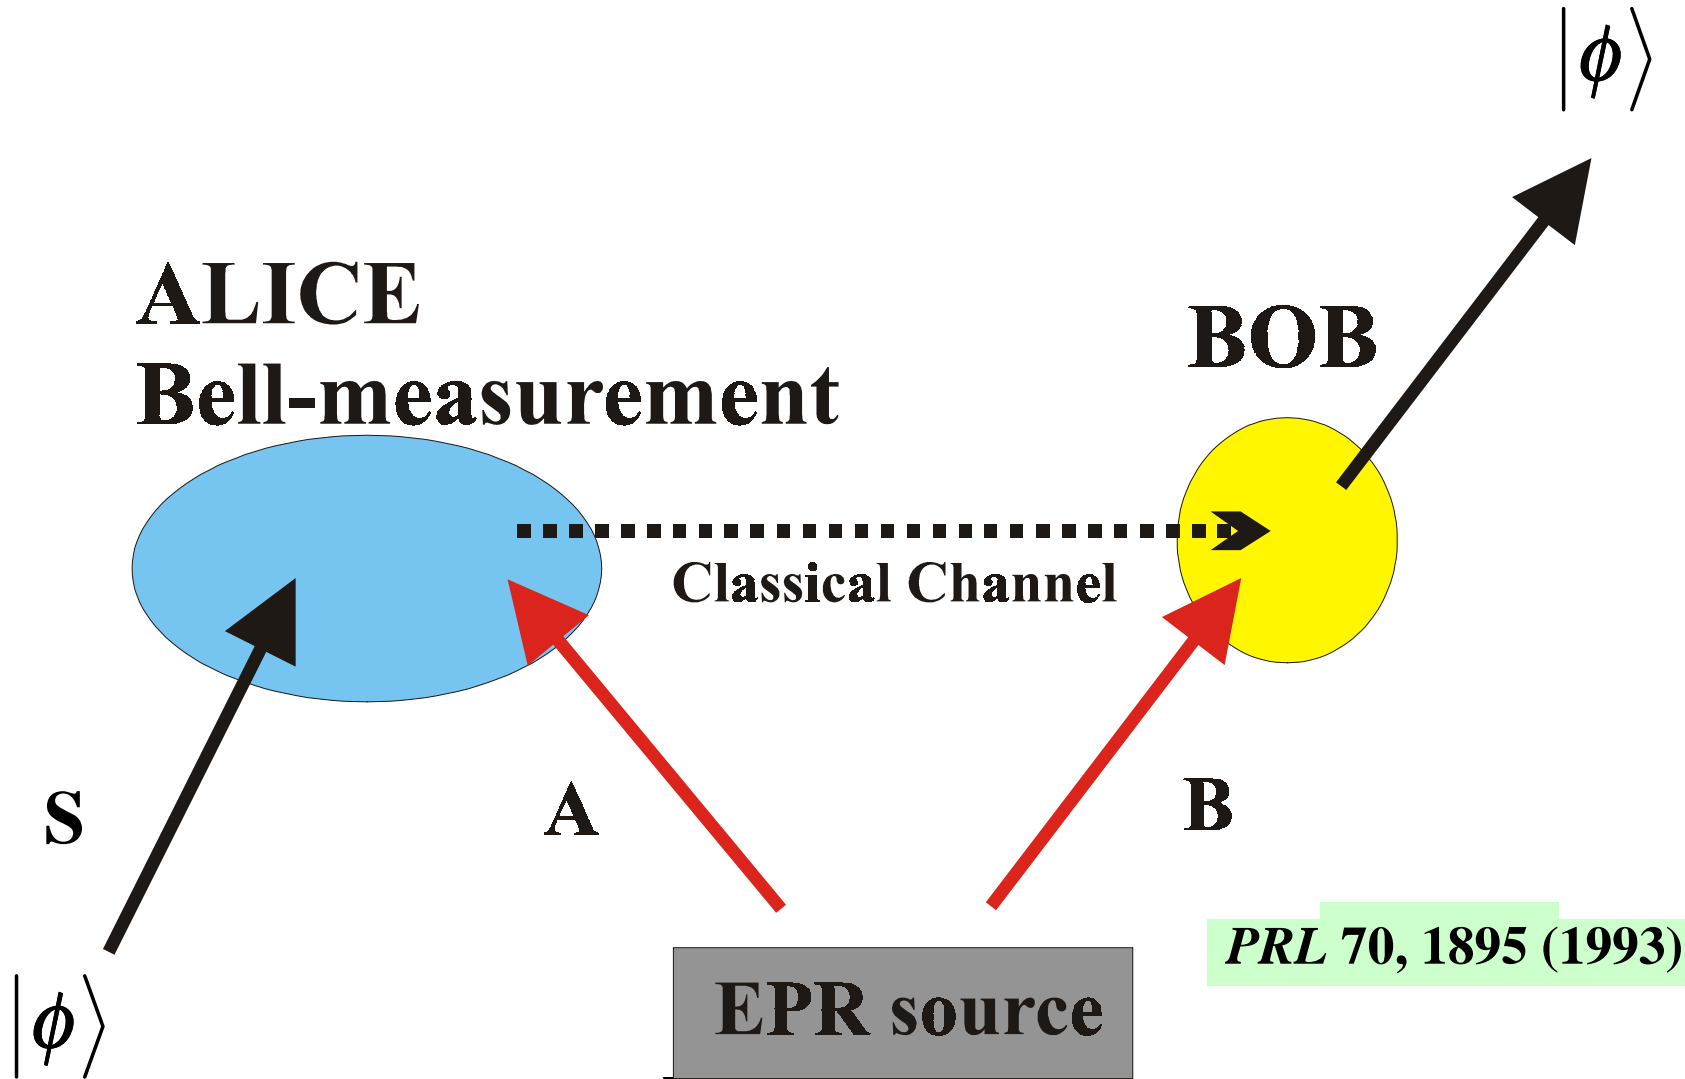 |ϕ⟩
ALICE
Bell-measurement
BOB
Classical Channel
S
A
B
PRL 70, 1895 (1993)
|ϕ⟩
EPR source